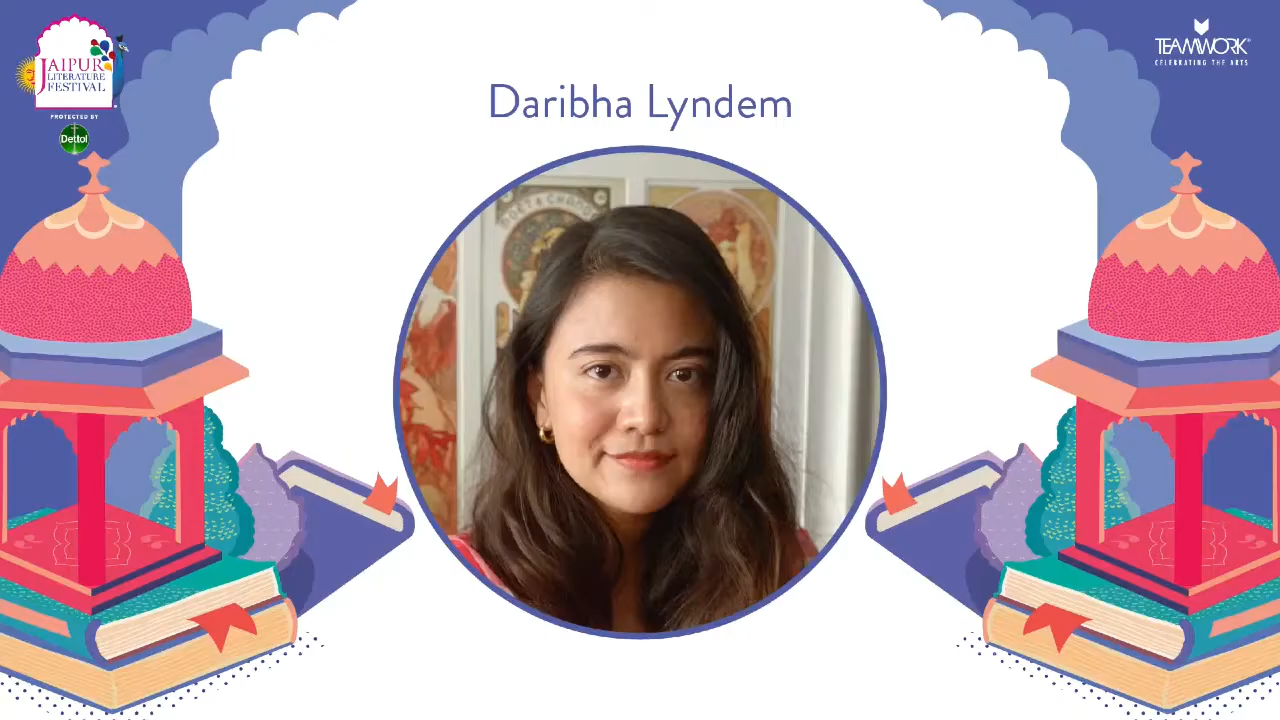 JAIPUR
LITERATURE
FESTIVAL
PROTECTED BY
Dettol
TEAMWORK®
CELEBRATING THE ARTS
Daribha Lyndem